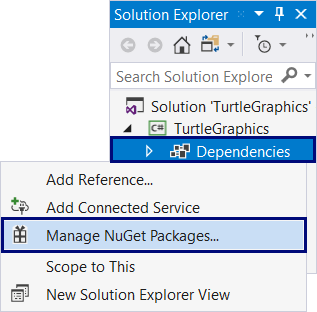 Solution Explorer
Search Solution Explore
Solution 'TurtleGraphics'
C# TurtleGraphics
Dependencies
Add Reference...
Add Connected Service
Manage NuGet Packages...
Scope to This
New Solution Explorer View